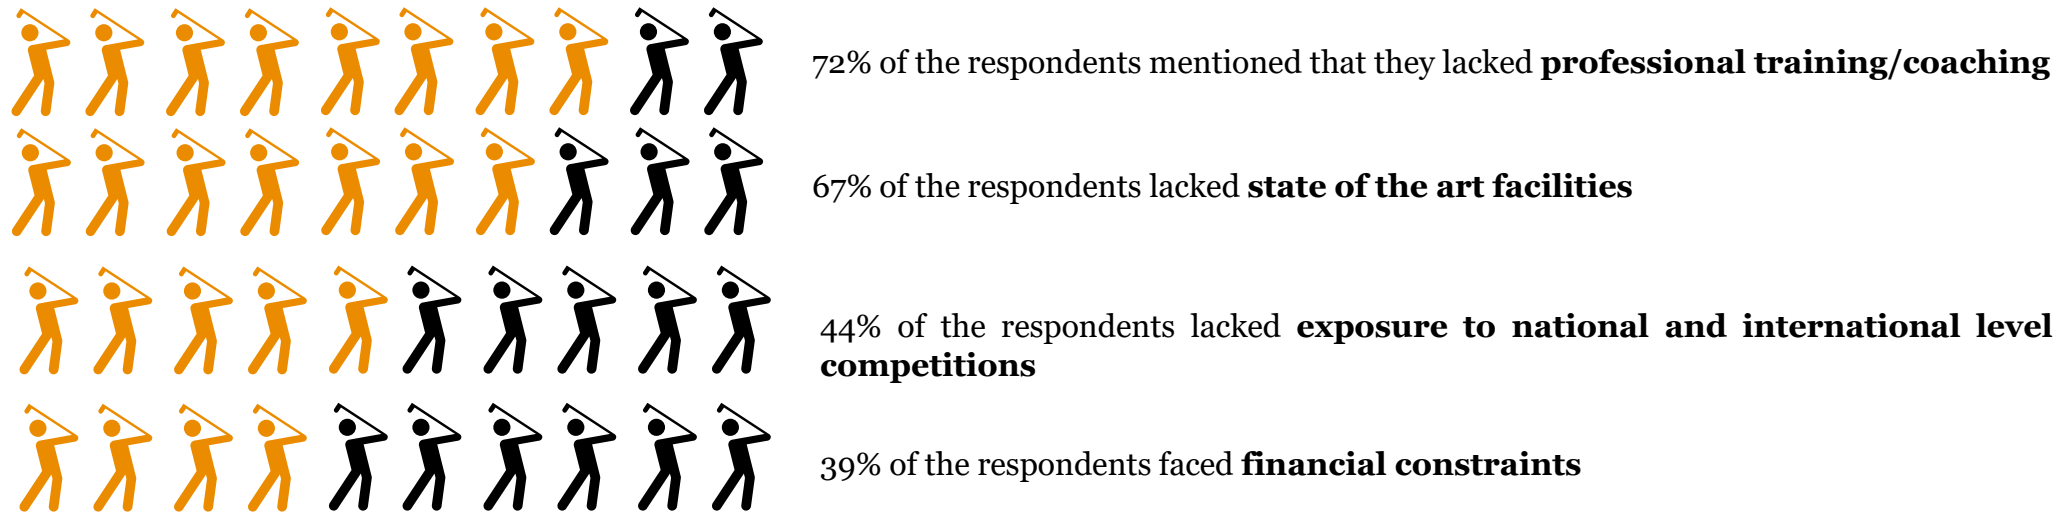 72% of the respondents mentioned that they lacked professional training/coaching
67% of the respondents lacked state of the art facilities
44% of the respondents lacked exposure to national and international level
competitions
39% of the respondents faced financial constraints